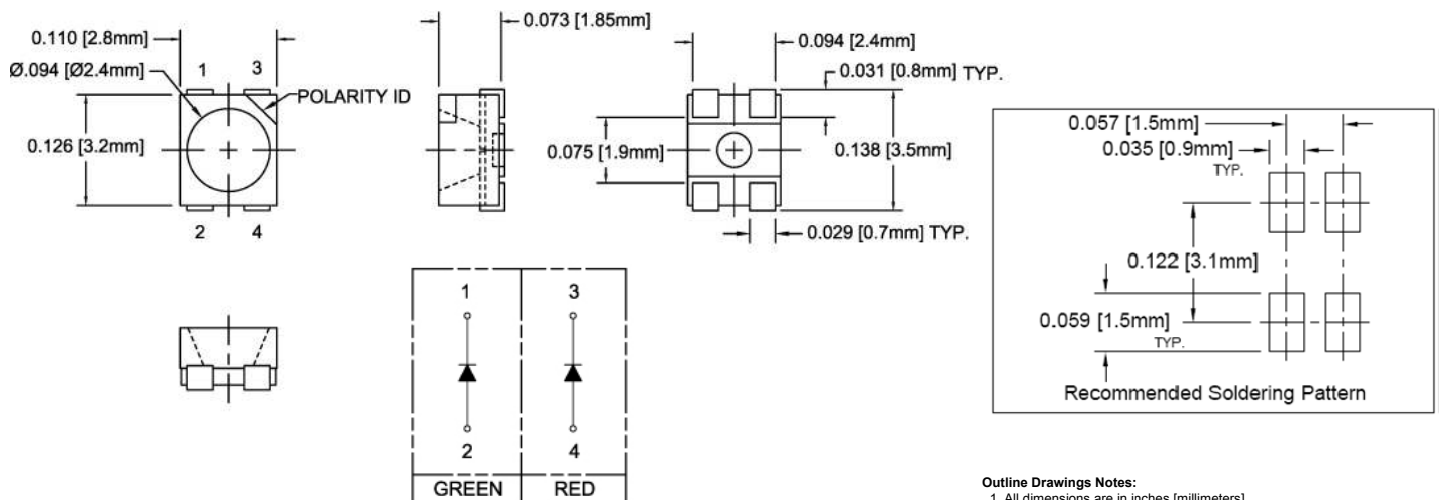 0.073 [1.85mm]
0.110 [2.8mm]
0.094 [2.4mm]
Ø.094 [Ø2.4mm]
1
3
0.031 [0.8mm] TYP.
POLARITY ID
0.126 [3.2mm]
0.075 [1.9mm]
0.138 [3.5mm]
2
4
0.029 [0.7mm] TYP.
0.057 [1.5mm]
0.035 [0.9mm]
TYP.
0.122 [3.1mm]
0.059 [1.5mm]
TYP.
Recommended Soldering Pattern
1
3
2
4
GREEN
RED
Outline Drawings Notes:
1. All dimensions are in inches [millimeters].